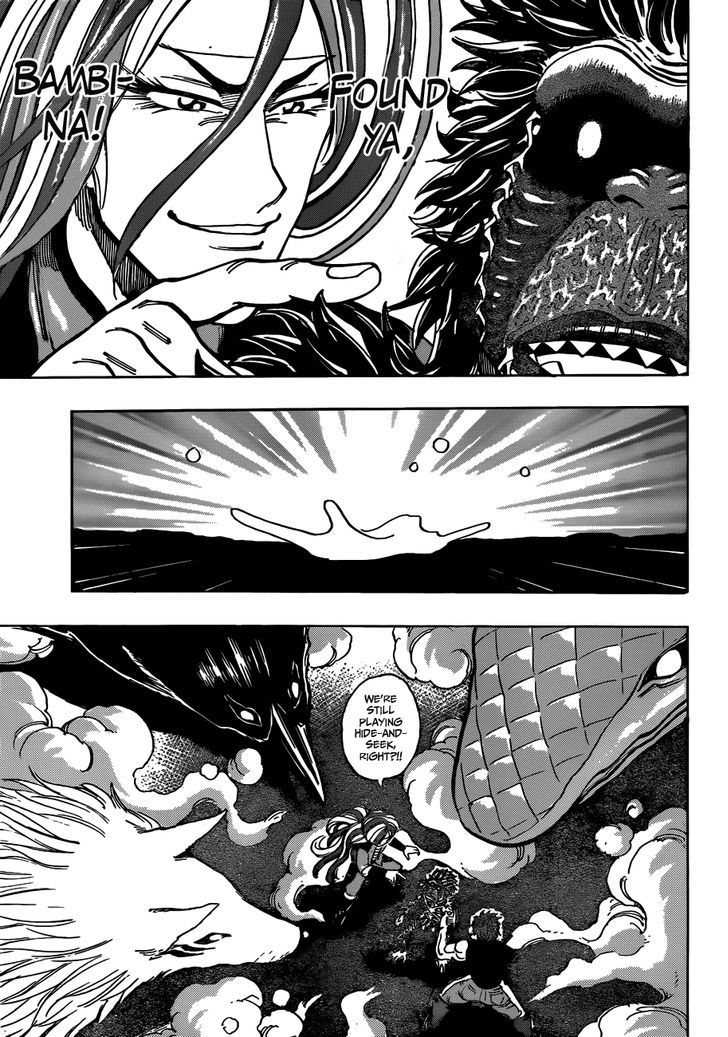 FOUND
YA,
BAMBI-
NA!
WE'RE
STILL
PLAYING
HIDE-AND-
SEEK,
RIGHT?!!